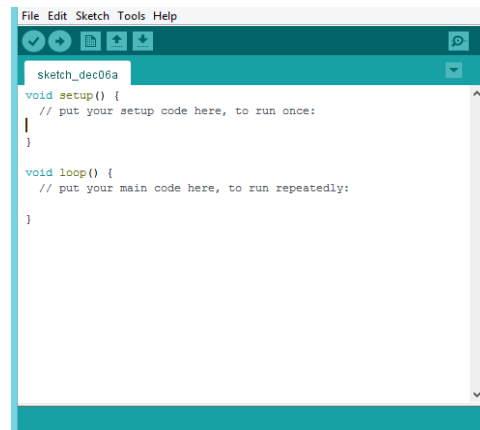 File Edit Sketch Tools Help
sketch_dec06a
void setup() {
  // put your setup code here, to run once:
}
void loop() {
  // put your main code here, to run repeatedly:
}